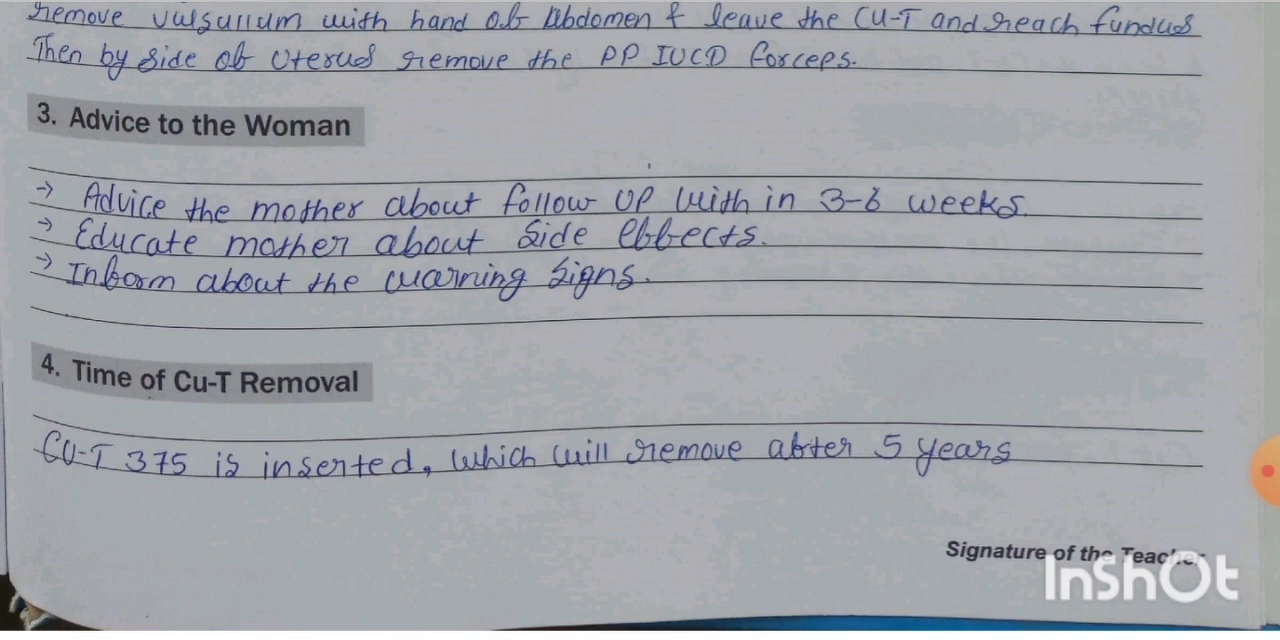 remove vulsullum with hand of Abdomen & leave the CU-T and reach fundus
Then by side of Uterus remove the PP IUCD forceps.
3. Advice to the Woman
→ Advice the mother about follow UP with in 3-6 weeks.
→ Educate mother about Side Effects.
→ Inform about the warning Signs.
4. Time of Cu-T Removal
CU-T 375 is inserted, which will remove after 5 years
Signature of the Teacher
InShOt